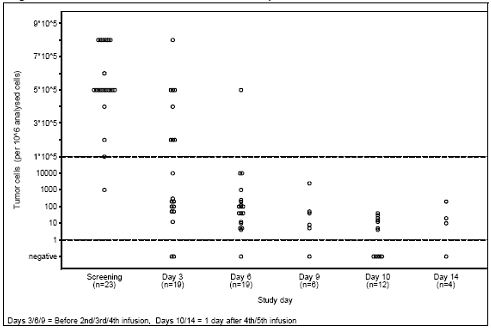 9*10^5
7*10^5
5*10^5
3*10^5
1*10^5
10000
1000
100
10
1
negative
Tumor cells (per 10^6 analysed cells)
Screening Day 3 Day 6 Day 9 Day 10 Day 14
(n=23) (n=19) (n=19) (n=6) (n=12) (n=4)
Study day
Days 3/6/9 = Before 2nd/3rd/4th infusion, Days 10/14 = 1 day after 4th/5th infusion